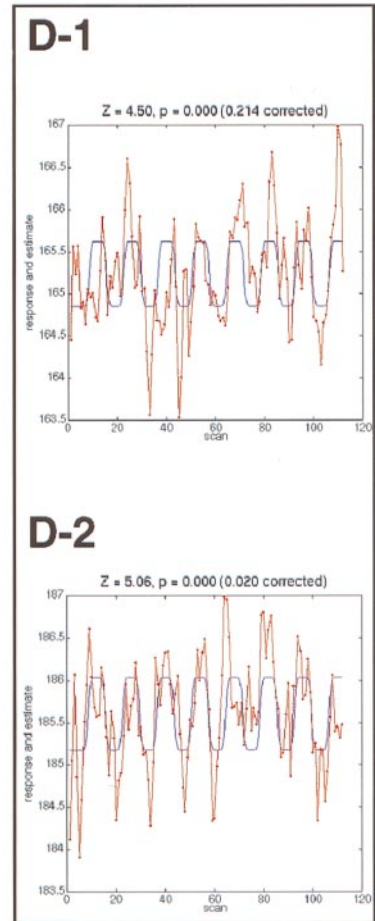 D-1
Z = 4.50, p = 0.000 (0.214 corrected)
167
166.5
166
165.5
165
164.5
164
163.5
response and estimate
0 20 40 60 80 100 120
scan
D-2
Z = 5.06, p = 0.000 (0.020 corrected)
187
186.5
186
185.5
185
184.5
184
183.5
response and estimate
0 20 40 60 80 100 120
scan